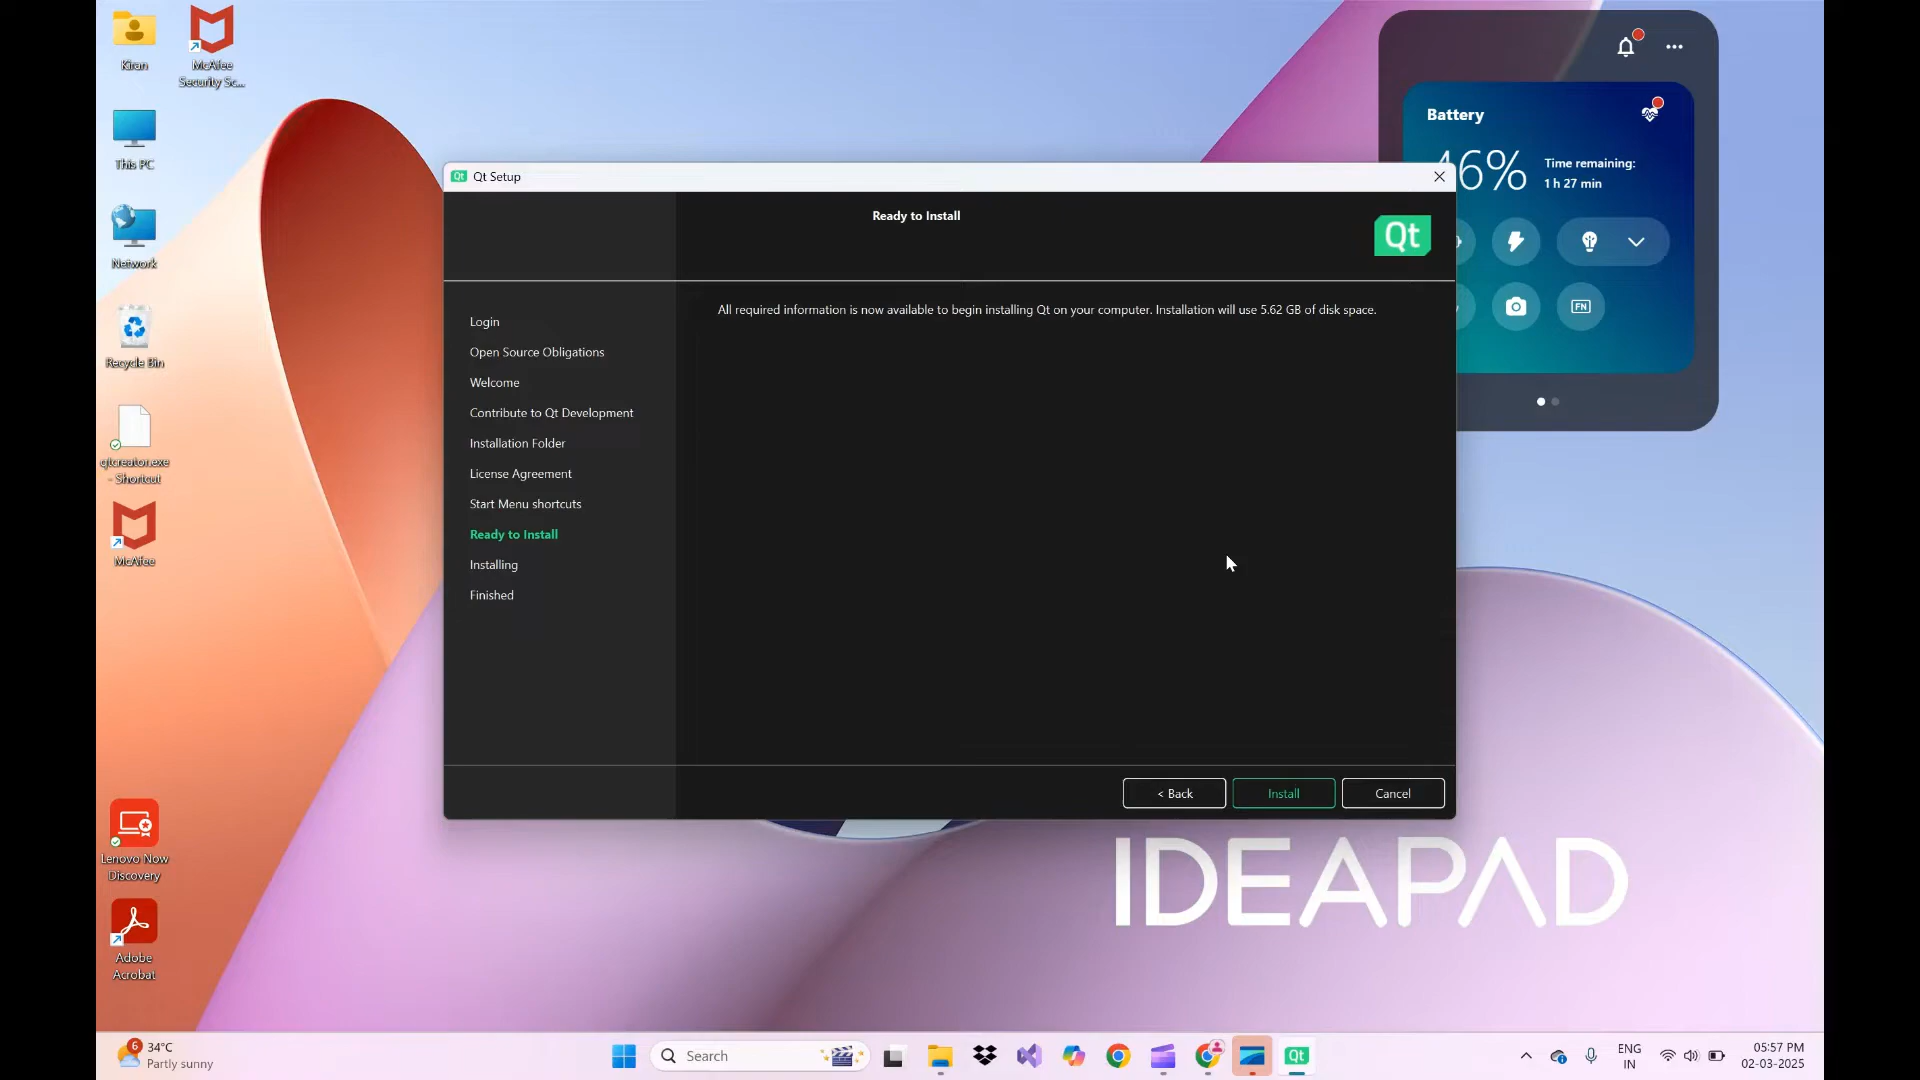 Kiran
McAfee
Security Sc...
This PC
Network
Recycle Bin
qtcreator.exe
- Shortcut
McAfee
Lenovo Now
Discovery
Adobe
Acrobat
Battery
46%
Time remaining:
1 h 27 min
FN
Qt Qt Setup
Ready to Install
Qt
Login
Open Source Obligations
Welcome
Contribute to Qt Development
Installation Folder
License Agreement
Start Menu shortcuts
Ready to Install
Installing
Finished
All required information is now available to begin installing Qt on your computer. Installation will use 5.62 GB of disk space.
< Back
Install
Cancel
IDEAPAD
6
34°C
Partly sunny
Search
Qt
ENG
IN
05:57 PM
02-03-2025